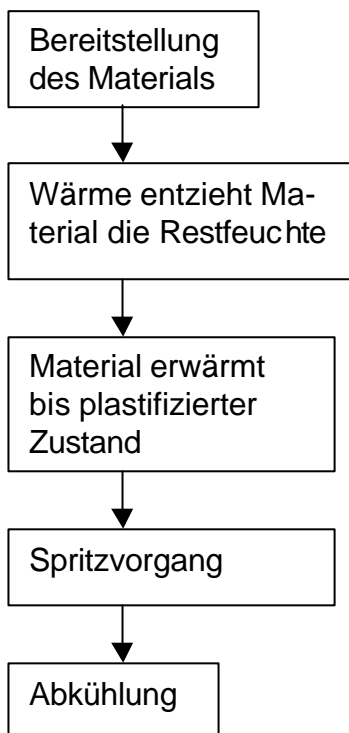 Bereitstellung
des Materials
Wärme entzieht Ma-
terial die Restfeuchte
Material erwärmt
bis plastifizierter
Zustand
Spritzvorgang
Abkühlung